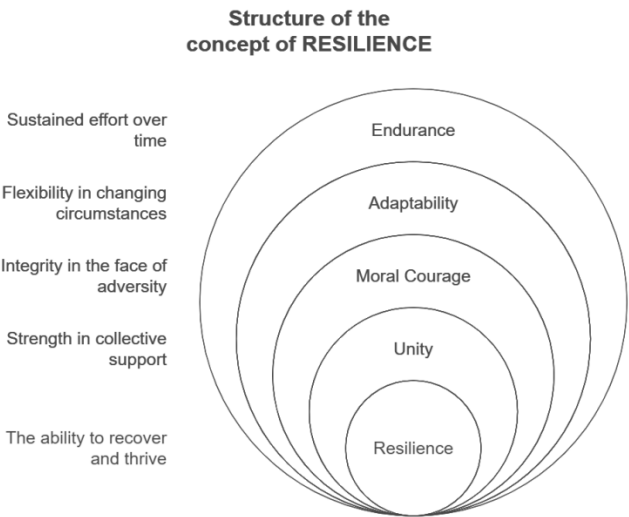 Structure of the
concept of RESILIENCE
Sustained effort over
time
Endurance
Flexibility in changing
circumstances
Adaptability
Integrity in the face of
adversity
Moral Courage
Strength in collective
support
Unity
The ability to recover
and thrive
Resilience